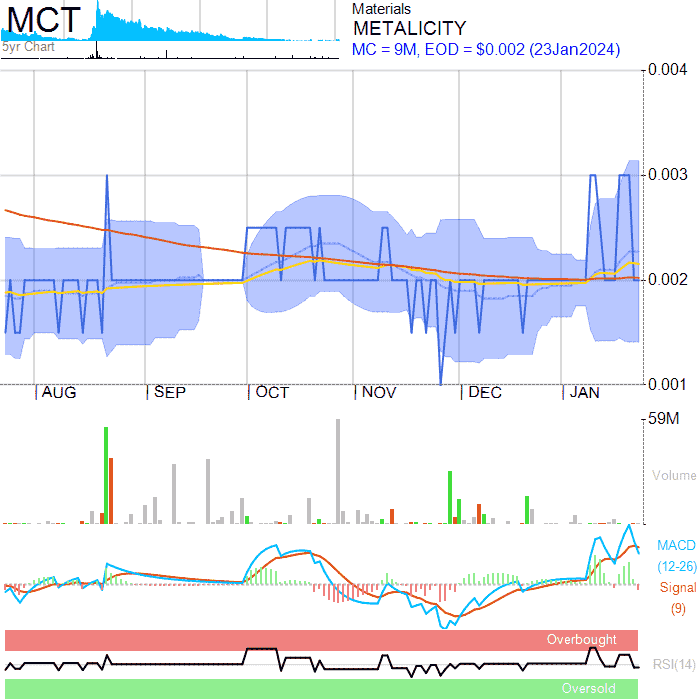 MCT
5yr Chart
Materials
METALICITY
MC = 9M, EOD = $0.002 (23Jan2024)
0.004
0.003
0.002
0.001
AUG SEP OCT NOV DEC JAN
59M
Volume
MACD
(12-26)
Signal
(9)
Overbought
RSI(14)
Oversold